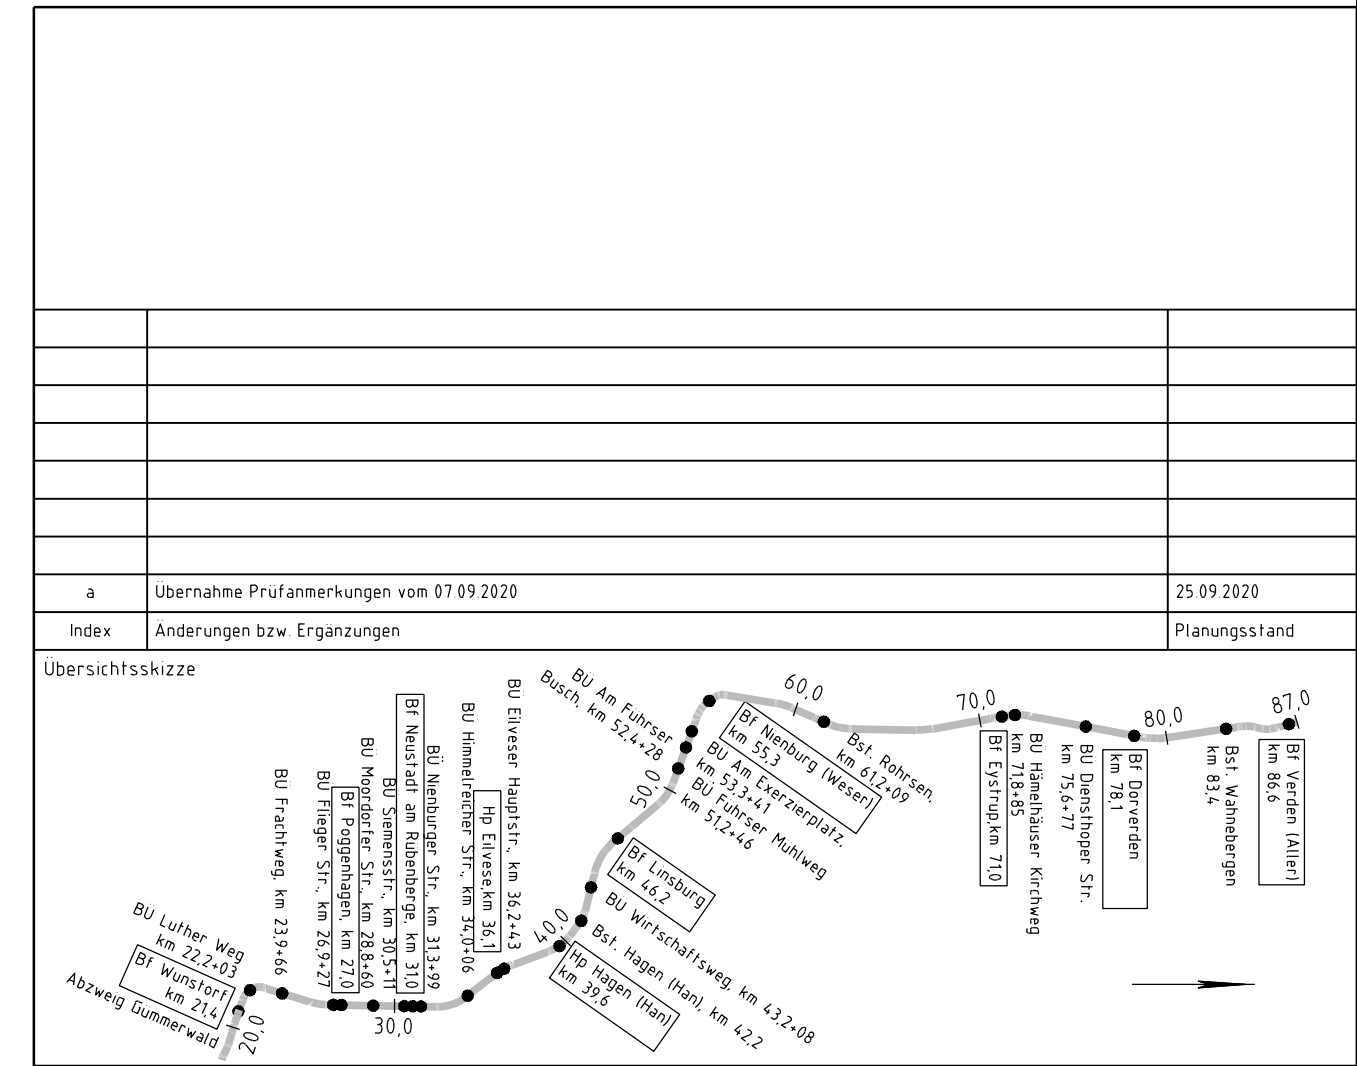 a
Übernahme Prüfanmerkungen vom 07.09.2020
25.09.2020
Index
Änderungen bzw. Ergänzungen
Planungsstand
Übersichtsskizze
Abzweig Gümmerwald
20,0
Bf Wunstorf
km 21,4
BÜ Luther Weg
km 22,2+03
BÜ Frachtweg, km 23,9+66
BÜ Flieger Str., km 26,9+27
Bf Poggenhagen, km 27,0
BÜ Moordorfer Str., km 28,8+60
30,0
BÜ Siemensstr., km 30,5+11
Bf Neustadt am Rübenberge, km 31,0
BÜ Nienburger Str., km 31,3+99
BÜ Himmelreicher Str., km 34,0+06
Hp Eilvese,km 36,1
BÜ Eilveser Hauptstr., km 36,2+43
40,0
Hp Hagen (Han)
km 39,6
Bst. Hagen (Han), km 42,2
BÜ Wirtschaftsweg, km 43,2+08
Bf Linsburg
km 46,2
50,0
BÜ Führser Muhlweg
km 51,2+46
BÜ Am Führser
Busch, km 52,4+28
BÜ Am Exerzierplatz,
km 53,3+41
Bf Nienburg (Weser)
km 55,3
60,0
Bst. Rohrsen,
km 61,2+09
70,0
Bf Eystrup,km 71,0
BÜ Hämelhäuser Kirchweg
km 71,8+85
BÜ Diensthoper Str.
km 75,6+77
Bf Dörverden
km 78,1
80,0
Bst. Wahnebergen
km 83,4
Bf Verden (Aller)
km 86,6
87,0